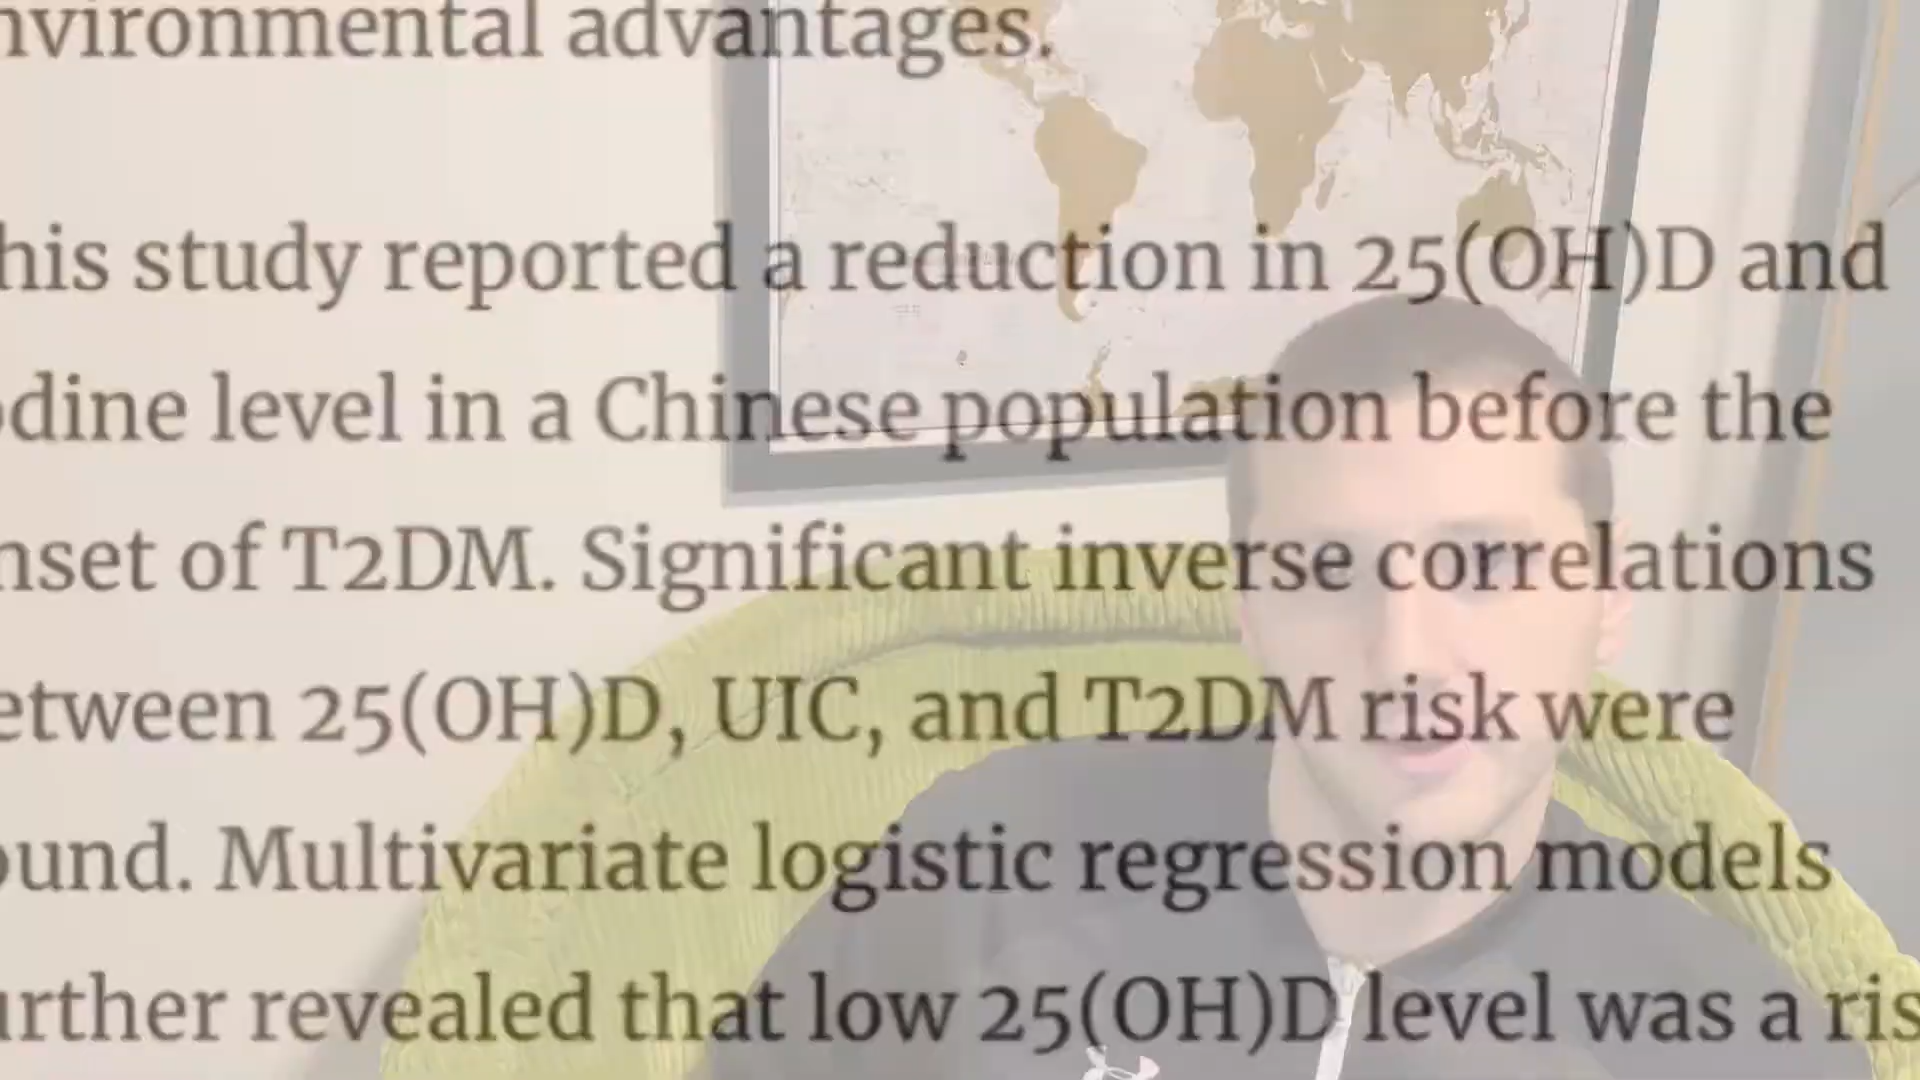 nvironmental advantages.
his study reported a reduction in 25(OH)D and
odine level in a Chinese population before the
nset of T2DM. Significant inverse correlations
etween 25(OH)D, UIC, and T2DM risk were
ound. Multivariate logistic regression models
urther revealed that low 25(OH)D level was a ris